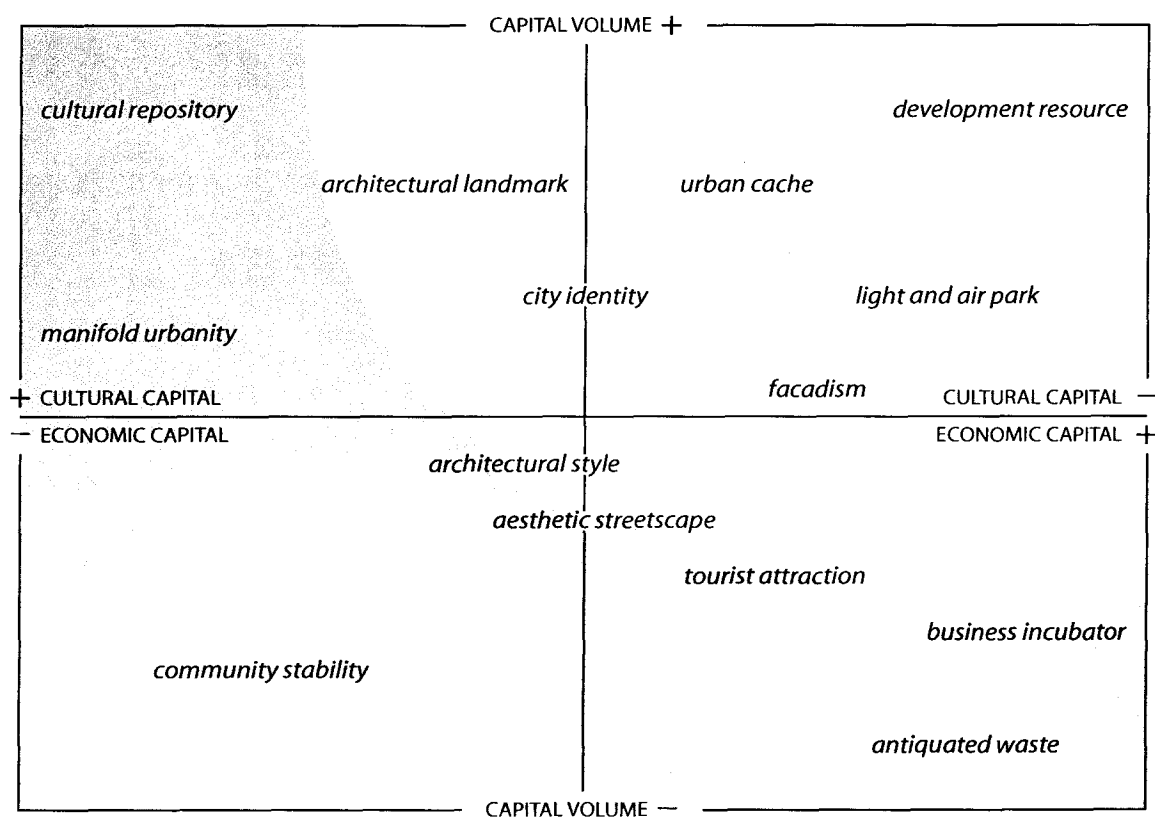 CAPITAL VOLUME +
cultural repository
development resource
architectural landmark
urban cache
city identity
light and air park
manifold urbanity
facadism
+ CULTURAL CAPITAL
CULTURAL CAPITAL −
− ECONOMIC CAPITAL
ECONOMIC CAPITAL +
architectural style
aesthetic streetscape
tourist attraction
business incubator
community stability
antiquated waste
CAPITAL VOLUME −